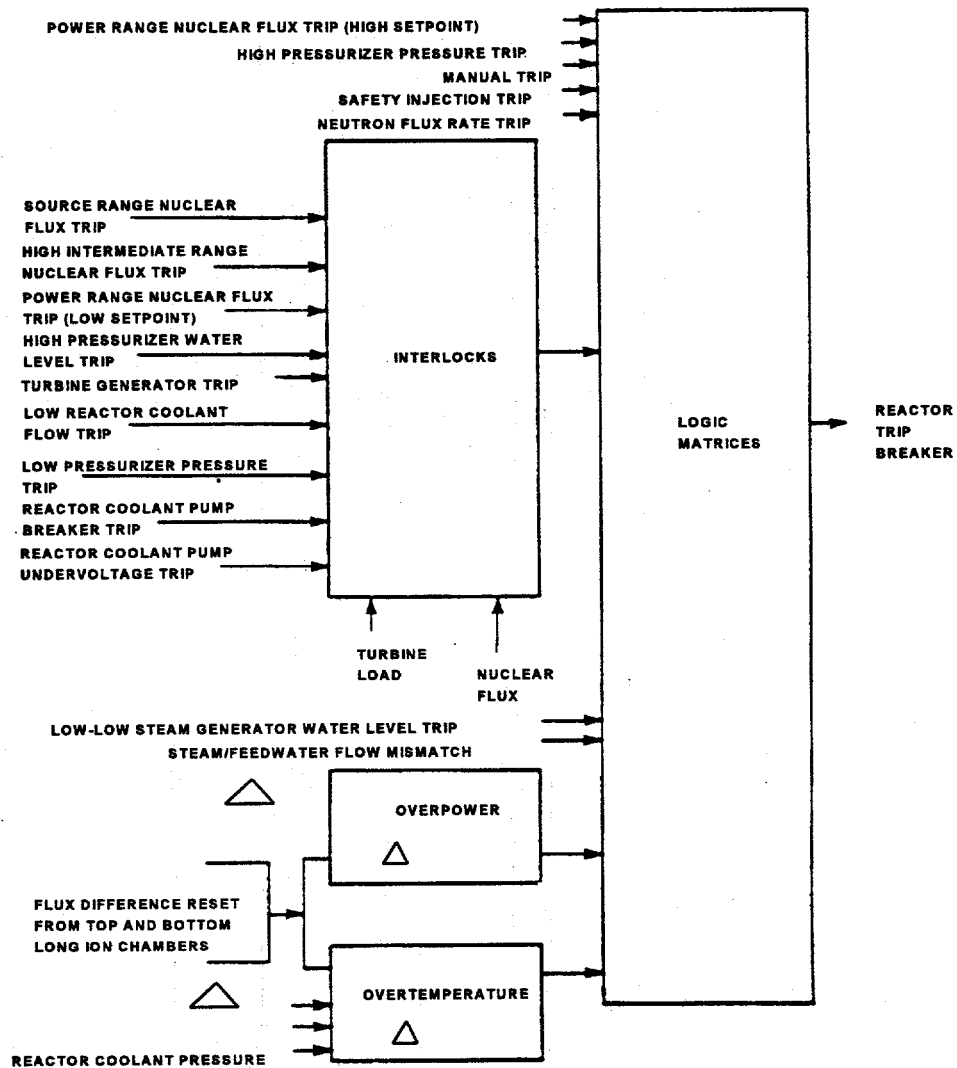 POWER RANGE NUCLEAR FLUX TRIP (HIGH SETPOINT)
HIGH PRESSURIZER PRESSURE TRIP
MANUAL TRIP
SAFETY INJECTION TRIP
NEUTRON FLUX RATE TRIP
SOURCE RANGE NUCLEAR
FLUX TRIP
HIGH INTERMEDIATE RANGE
NUCLEAR FLUX TRIP
POWER RANGE NUCLEAR FLUX
TRIP (LOW SETPOINT)
HIGH PRESSURIZER WATER
LEVEL TRIP
TURBINE GENERATOR TRIP
LOW REACTOR COOLANT
FLOW TRIP
LOW PRESSURIZER PRESSURE
TRIP
REACTOR COOLANT PUMP
BREAKER TRIP
REACTOR COOLANT PUMP
UNDERVOLTAGE TRIP
INTERLOCKS
TURBINE
LOAD
NUCLEAR
FLUX
LOGIC
MATRICES
REACTOR
TRIP
BREAKER
LOW-LOW STEAM GENERATOR WATER LEVEL TRIP
STEAM/FEEDWATER FLOW MISMATCH
△
OVERPOWER
△
FLUX DIFFERENCE RESET
FROM TOP AND BOTTOM
LONG ION CHAMBERS
△
OVERTEMPERATURE
△
REACTOR COOLANT PRESSURE